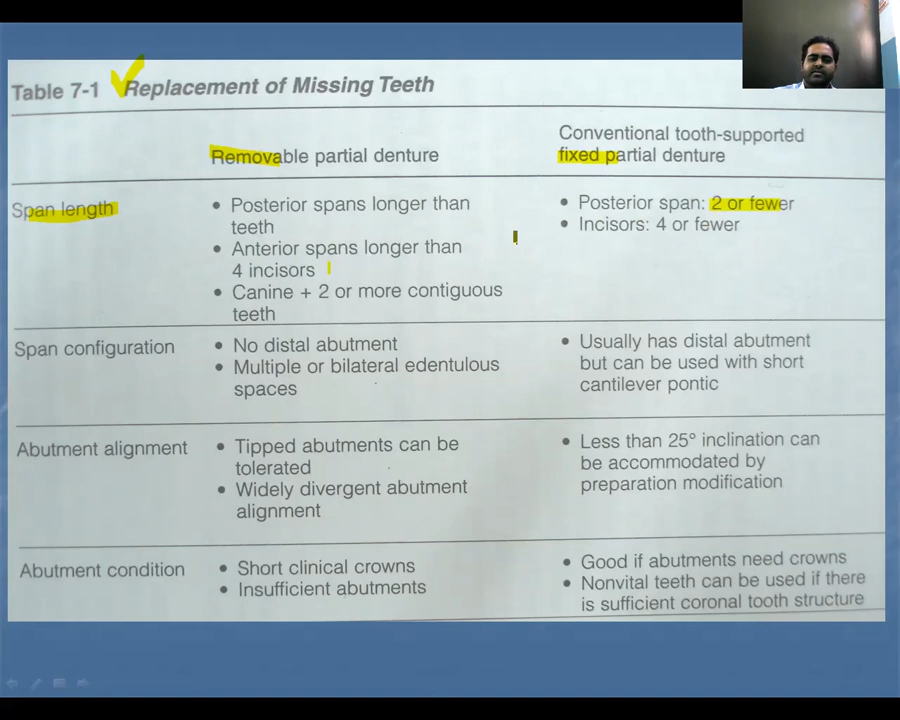 Table 7-1 Replacement of Missing Teeth
Removable partial denture
Conventional tooth-supported
fixed partial denture
Span length
• Posterior spans longer than
teeth
• Anterior spans longer than
4 incisors
• Canine + 2 or more contiguous
teeth
• Posterior span: 2 or fewer
• Incisors: 4 or fewer
Span configuration
• No distal abutment
• Multiple or bilateral edentulous
spaces
• Usually has distal abutment
but can be used with short
cantilever pontic
Abutment alignment
• Tipped abutments can be
tolerated
• Widely divergent abutment
alignment
• Less than 25° inclination can
be accommodated by
preparation modification
Abutment condition
• Short clinical crowns
• Insufficient abutments
• Good if abutments need crowns
• Nonvital teeth can be used if there
is sufficient coronal tooth structure